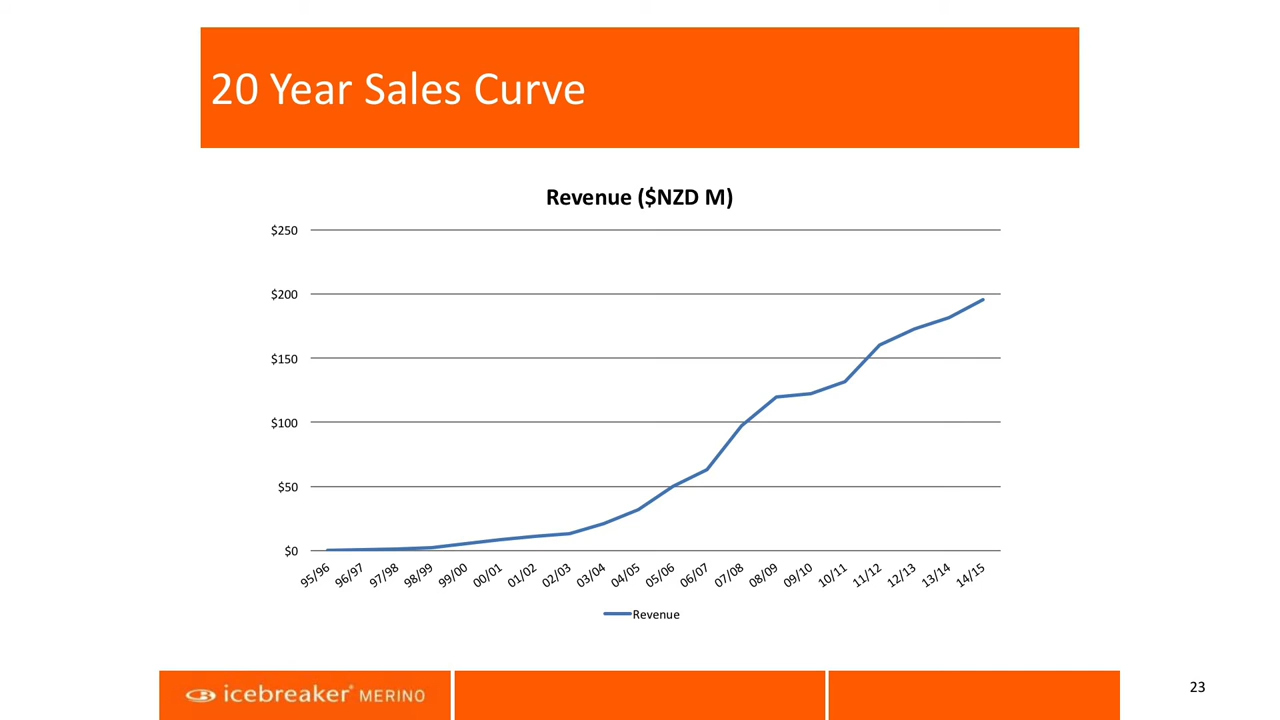 20 Year Sales Curve
Revenue ($NZD M)
$250
$200
$150
$100
$50
$0
95/96 96/97 97/98 98/99 99/00 00/01 01/02 02/03 03/04 04/05 05/06 06/07 07/08 08/09 09/10 10/11 11/12 12/13 13/14 14/15
Revenue
icebreaker® MERINO
23